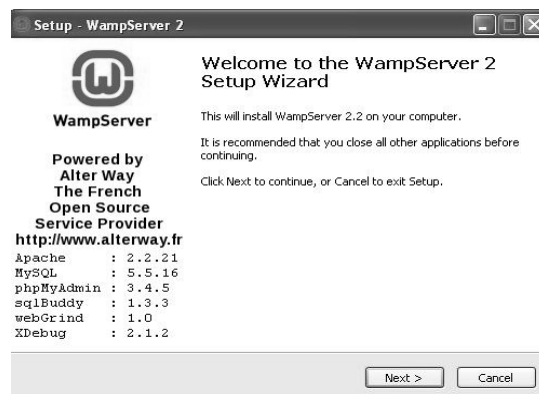 Setup - WampServer 2
WampServer
Powered by
Alter Way
The French
Open Source
Service Provider
http://www.alterway.fr
Apache : 2.2.21
MySQL : 5.5.16
phpMyAdmin : 3.4.5
sqlBuddy : 1.3.3
webGrind : 1.0
XDebug : 2.1.2
Welcome to the WampServer 2
Setup Wizard
This will install WampServer 2.2 on your computer.
It is recommended that you close all other applications before
continuing.
Click Next to continue, or Cancel to exit Setup.
Next >
Cancel